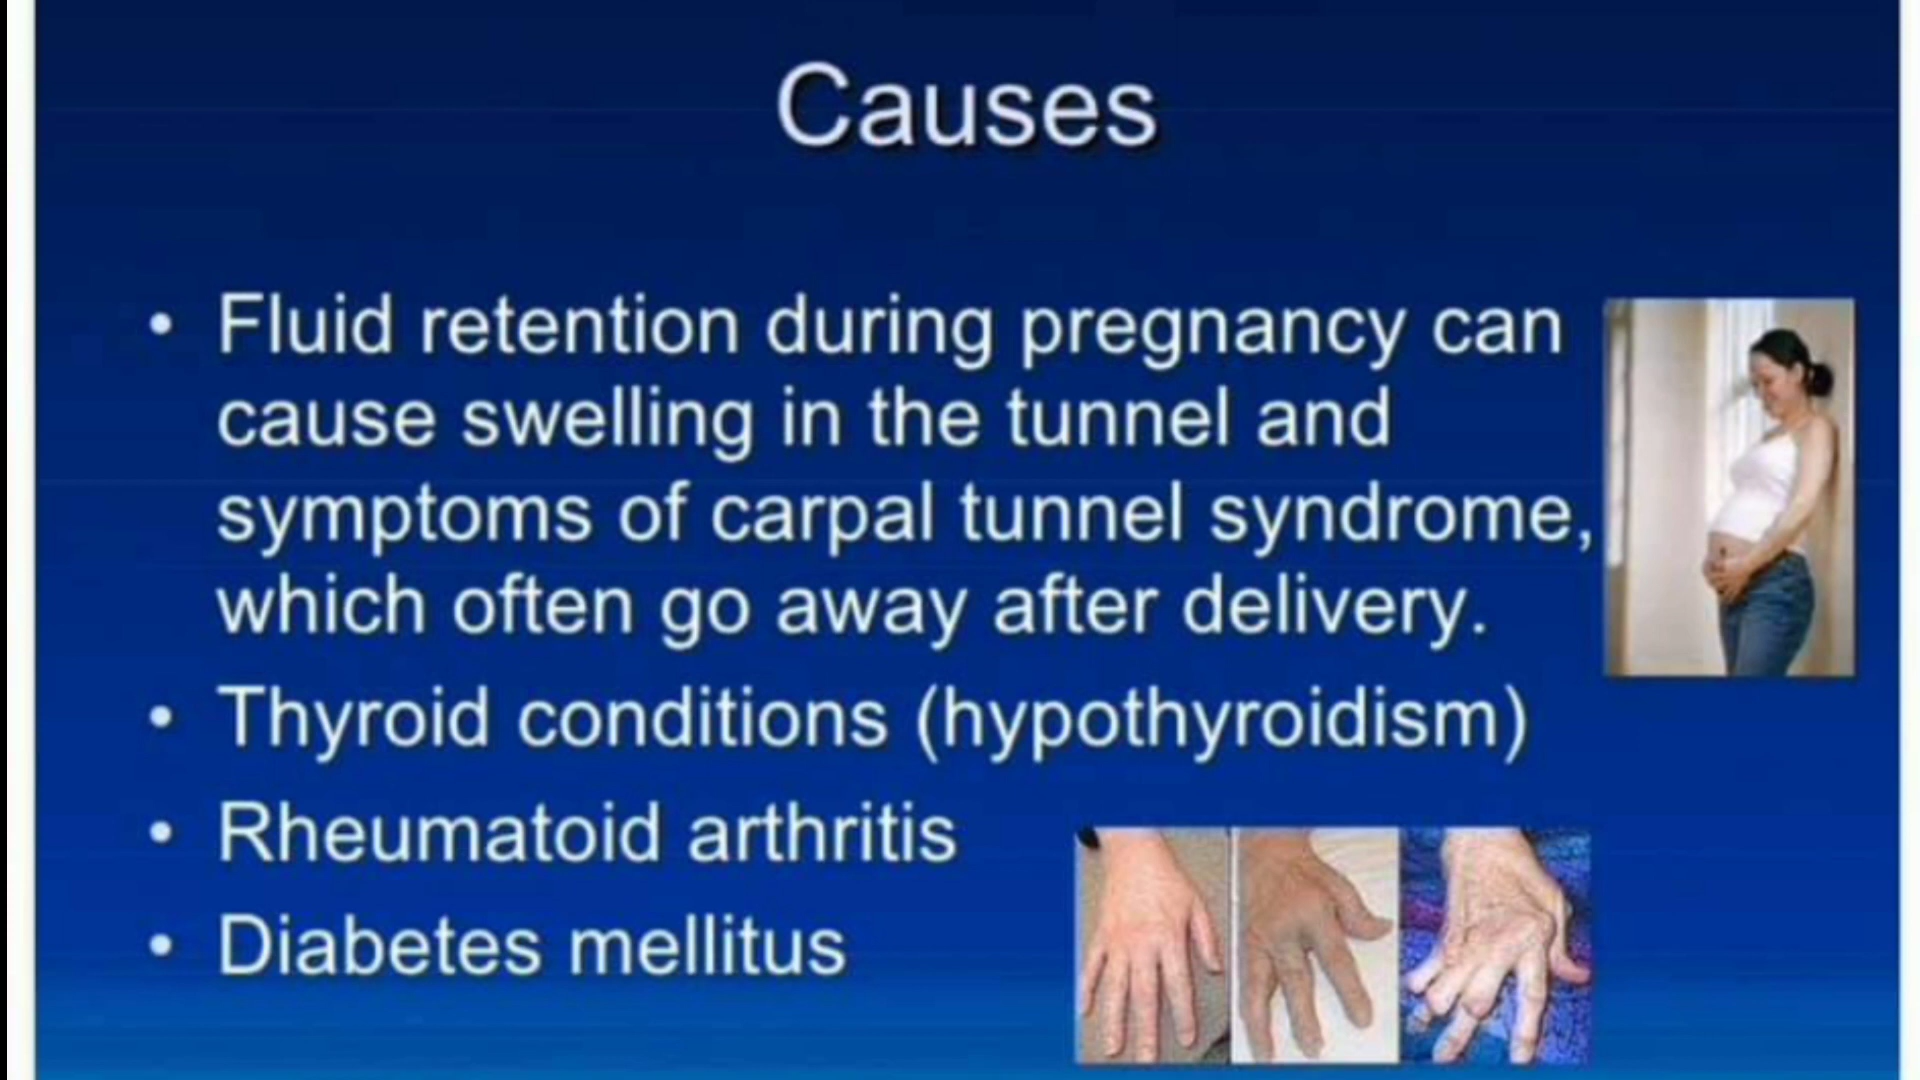 Causes
• Fluid retention during pregnancy can
cause swelling in the tunnel and
symptoms of carpal tunnel syndrome,
which often go away after delivery.
• Thyroid conditions (hypothyroidism)
• Rheumatoid arthritis
• Diabetes mellitus